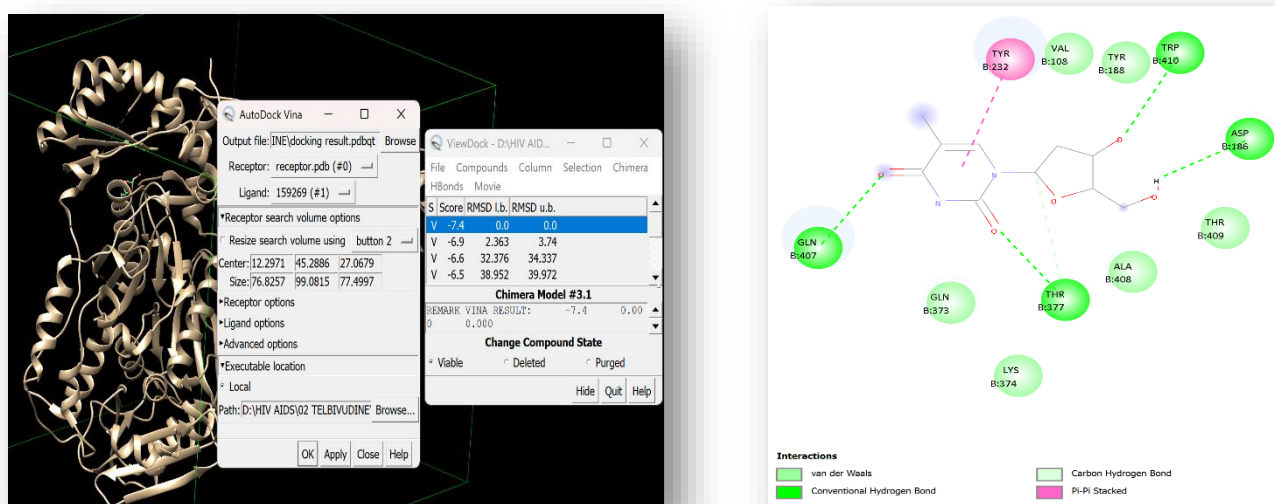 AutoDock Vina
Output file: INE\docking result.pdbqt Browse
Receptor: receptor.pdb (#0)
Ligand: 159269 (#1)
Receptor search volume options
Resize search volume using button 2
Center: 12.2971 45.2886 27.0679
Size: 76.8257 99.0815 77.4997
Receptor options
Ligand options
Advanced options
Executable location
Local
Path: D:\HIV AIDS\02 TELBIVUDINE Browse...
OK Apply Close Help
ViewDock - D:\HIV AID...
File Compounds Column Selection Chimera
HBonds Movie
S Score RMSD l.b. RMSD u.b.
V -7.4 0.0 0.0
V -6.9 2.363 3.74
V -6.6 32.376 34.337
V -6.5 38.952 39.972
Chimera Model #3.1
REMARK VINA RESULT: -7.4 0.00
0 0.000
Change Compound State
Viable Deleted Purged
Hide Quit Help
TYR
B:232
VAL
B:108
TYR
B:188
TRP
B:410
ASP
B:186
THR
B:409
ALA
B:408
THR
B:377
GLN
B:407
GLN
B:373
LYS
B:374
O
N
N
O
O
O
H
O
Interactions
van der Waals
Conventional Hydrogen Bond
Carbon Hydrogen Bond
Pi-Pi Stacked